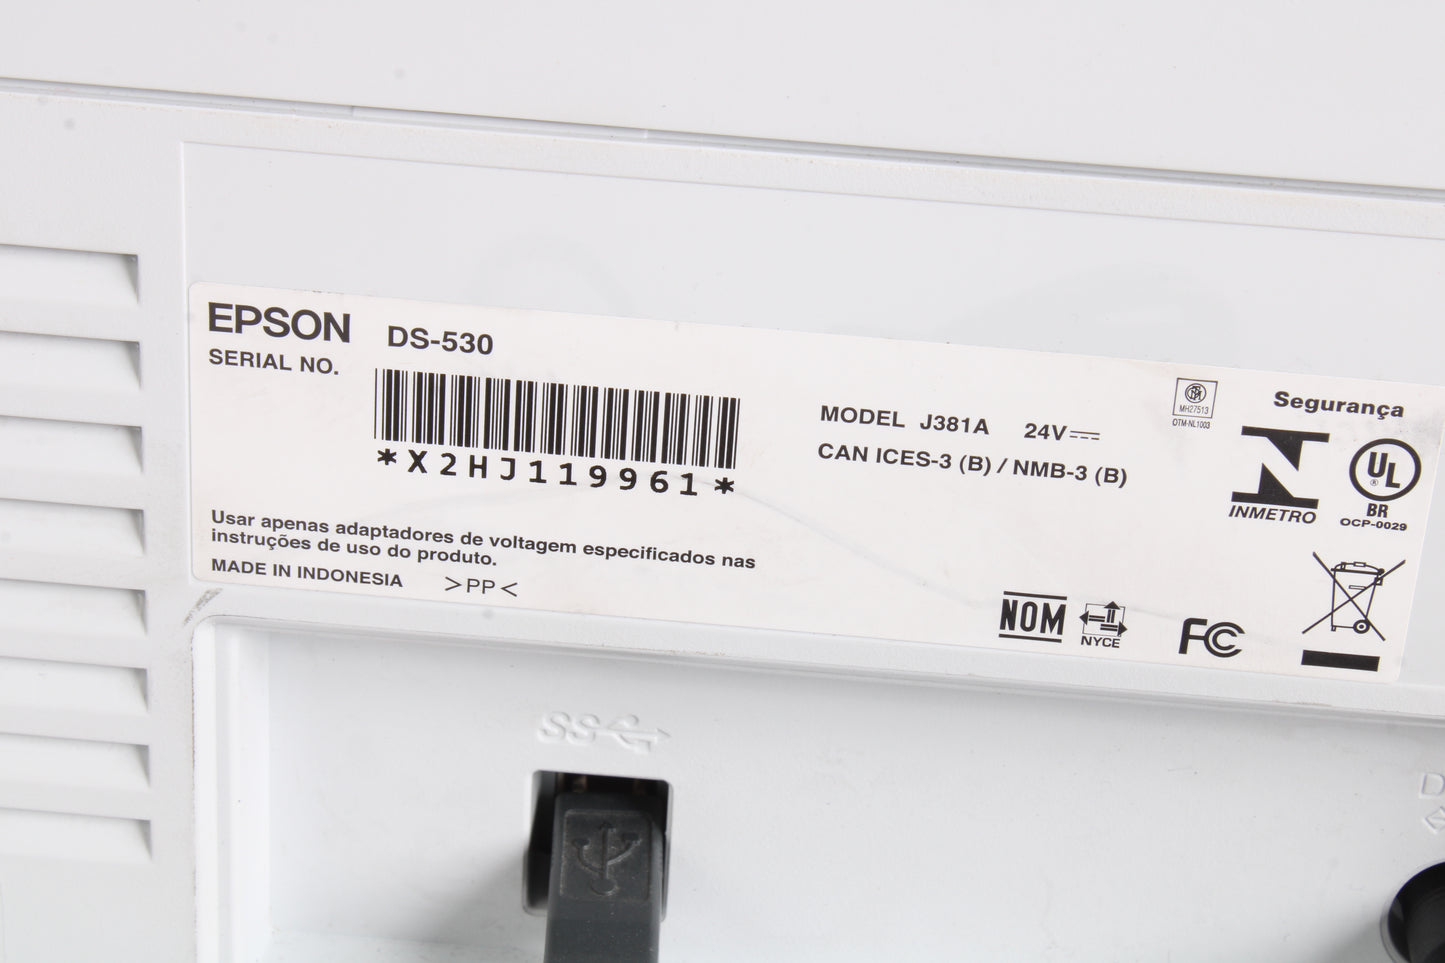 EPSON DS-530
SERIAL NO.
*X2HJ119961*
MODEL J381A 24V
CAN ICES-3 (B) / NMB-3 (B)
MH27513
OTM-NL1003
Segurança
INMETRO
UL
®
BR
OCP-0029
Usar apenas adaptadores de voltagem especificados nas
instruções de uso do produto.
MADE IN INDONESIA >PP<
NOM
NYCE
FC
SS
D